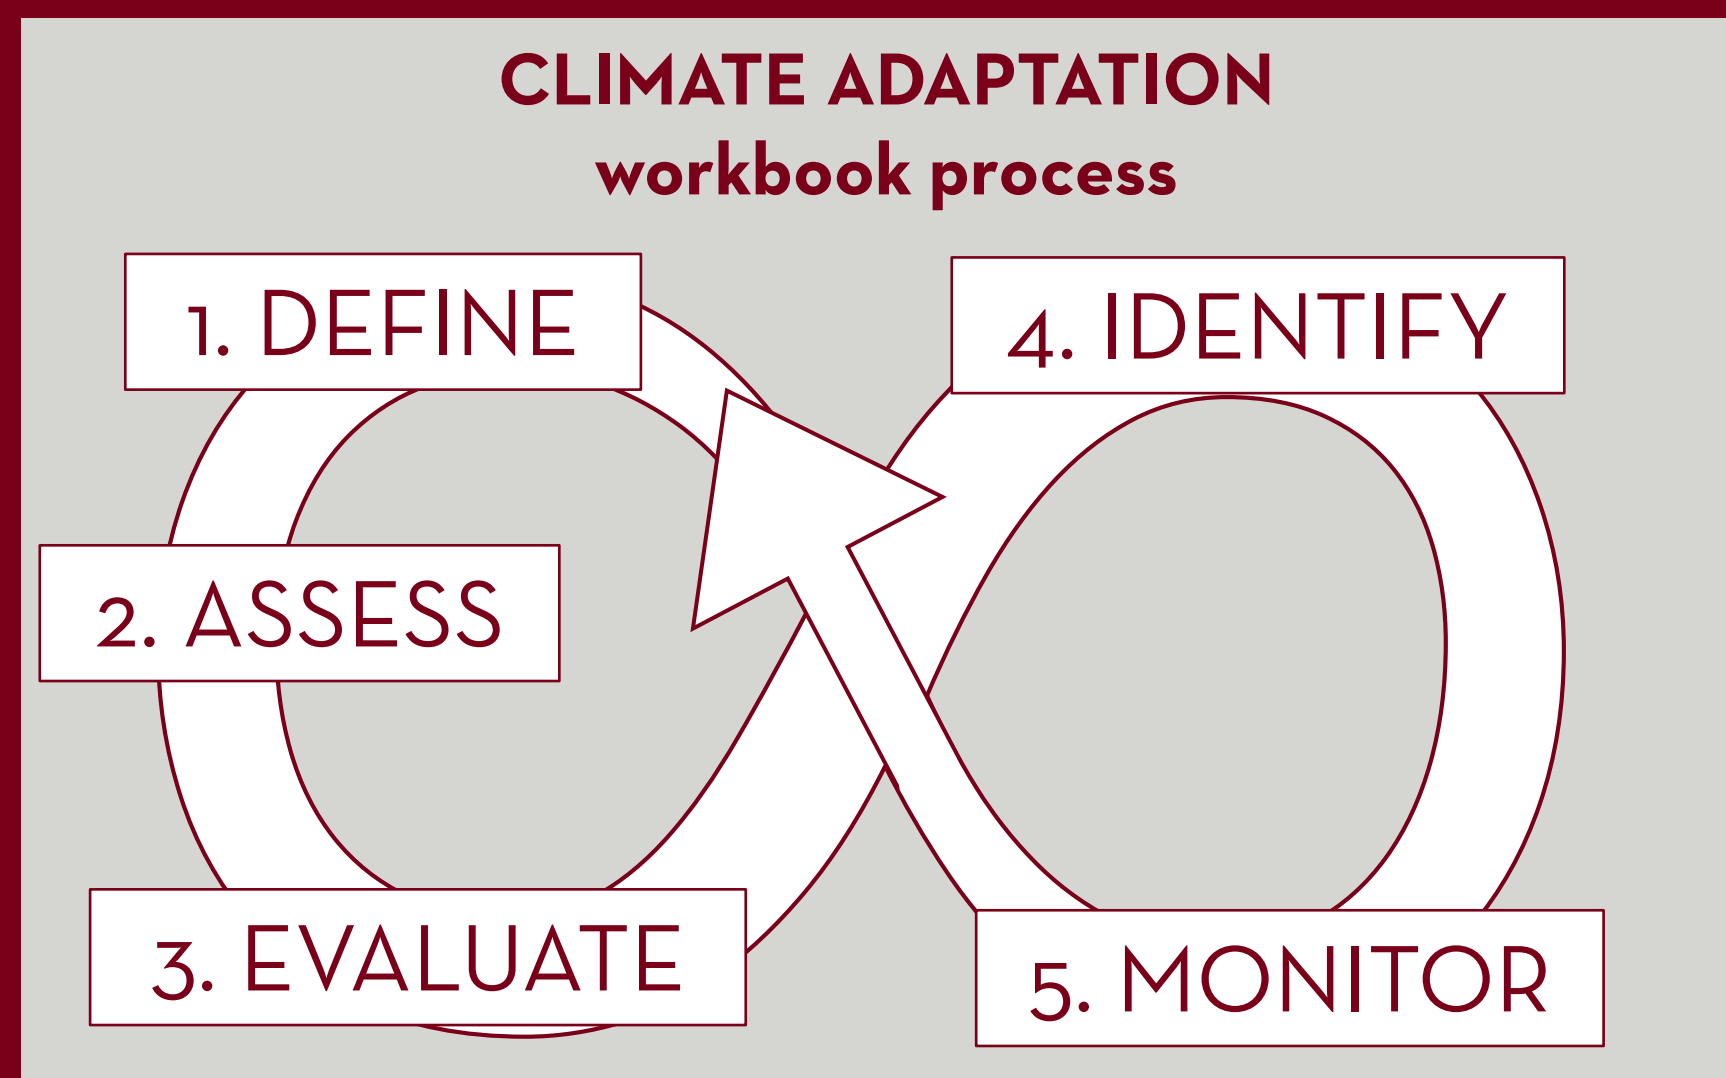 CLIMATE ADAPTATION
workbook process
1. DEFINE
2. ASSESS
3. EVALUATE
4. IDENTIFY
5. MONITOR